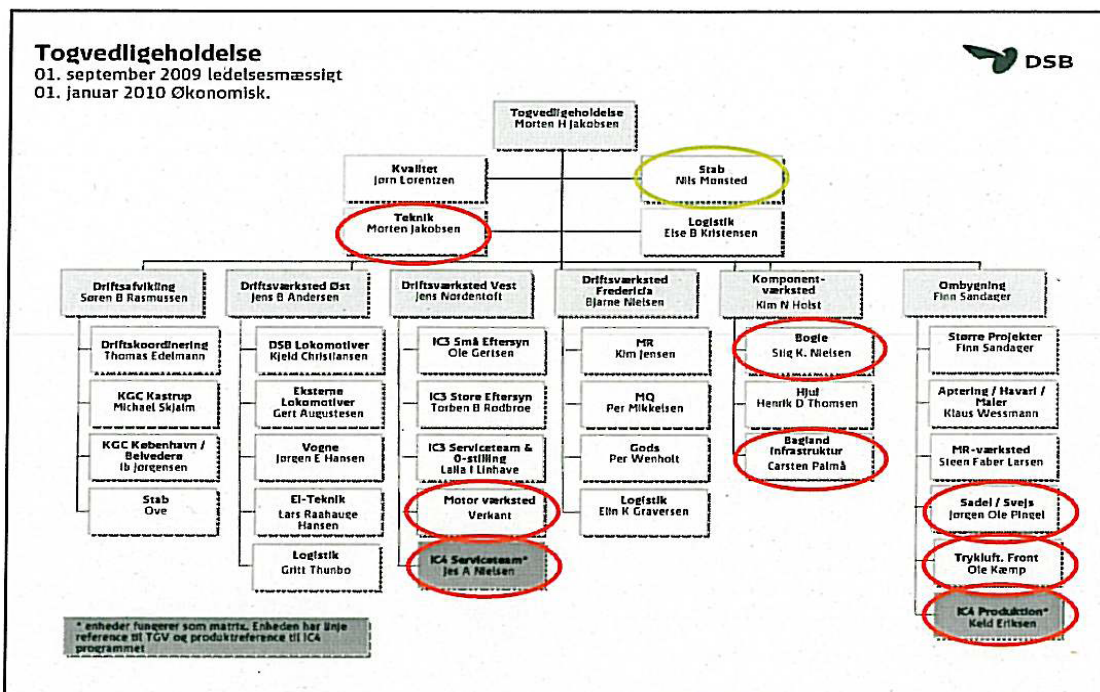 Togvedligeholdelse
01. september 2009 ledelsesmæssigt
01. januar 2010 Økonomisk.
DSB
Togvedligeholdelse
Morten H Jakobsen
Kvalitet
Jørn Lorentzen
Stab
Nils Mønsted
Teknik
Morten Jakobsen
Logistik
Else B Kristensen
Driftsafvikling
Søren B Rasmussen
Driftskoordinering
Thomas Edelmann
KGC Kastrup
Michael Skjalm
KGC København /
Belvedere
Ib Jørgensen
Stab
Ove
Driftsværksted Øst
Jens B Andersen
DSB Lokomotiver
Kjeld Christiansen
Eksterne
Lokomotiver
Gert Augustesen
Vogne
Jørgen E Hansen
El-Teknik
Lars Raahauge
Hansen
Logistik
Gritt Thunbo
Driftsværksted Vest
Jens Nordentoft
IC3 Små Eftersyn
Ole Gertsen
IC3 Store Eftersyn
Torben B Rødbroe
IC3 Serviceteam &
0-stilling
Laila I Linhave
Motor værksted
Verkant
IC4 Serviceteam*
Jes A Nielsen
Driftsværksted
Fredericia
Bjarne Nielsen
MR
Kim Jensen
MQ
Per Mikkelsen
Gods
Per Wenholt
Logistik
Elin K Graversen
Komponent-
værksted
Kim N Holst
Bogie
Stig K. Nielsen
Hjul
Henrik D Thomsen
Bagland
Infrastruktur
Carsten Palmå
Ombygning
Finn Sandager
Større Projekter
Finn Sandager
Aptering / Havari /
Maler
Klaus Wessmann
MR-værksted
Steen Faber Larsen
Sadel / Svejs
Jørgen Ole Pingel
Trykluft. Front
Ole Kæmp
IC4 Produktion*
Keld Eriksen
* enheder fungerer som matrix. Enheden har linje
reference til TGV og produktreference til IC4
programmet